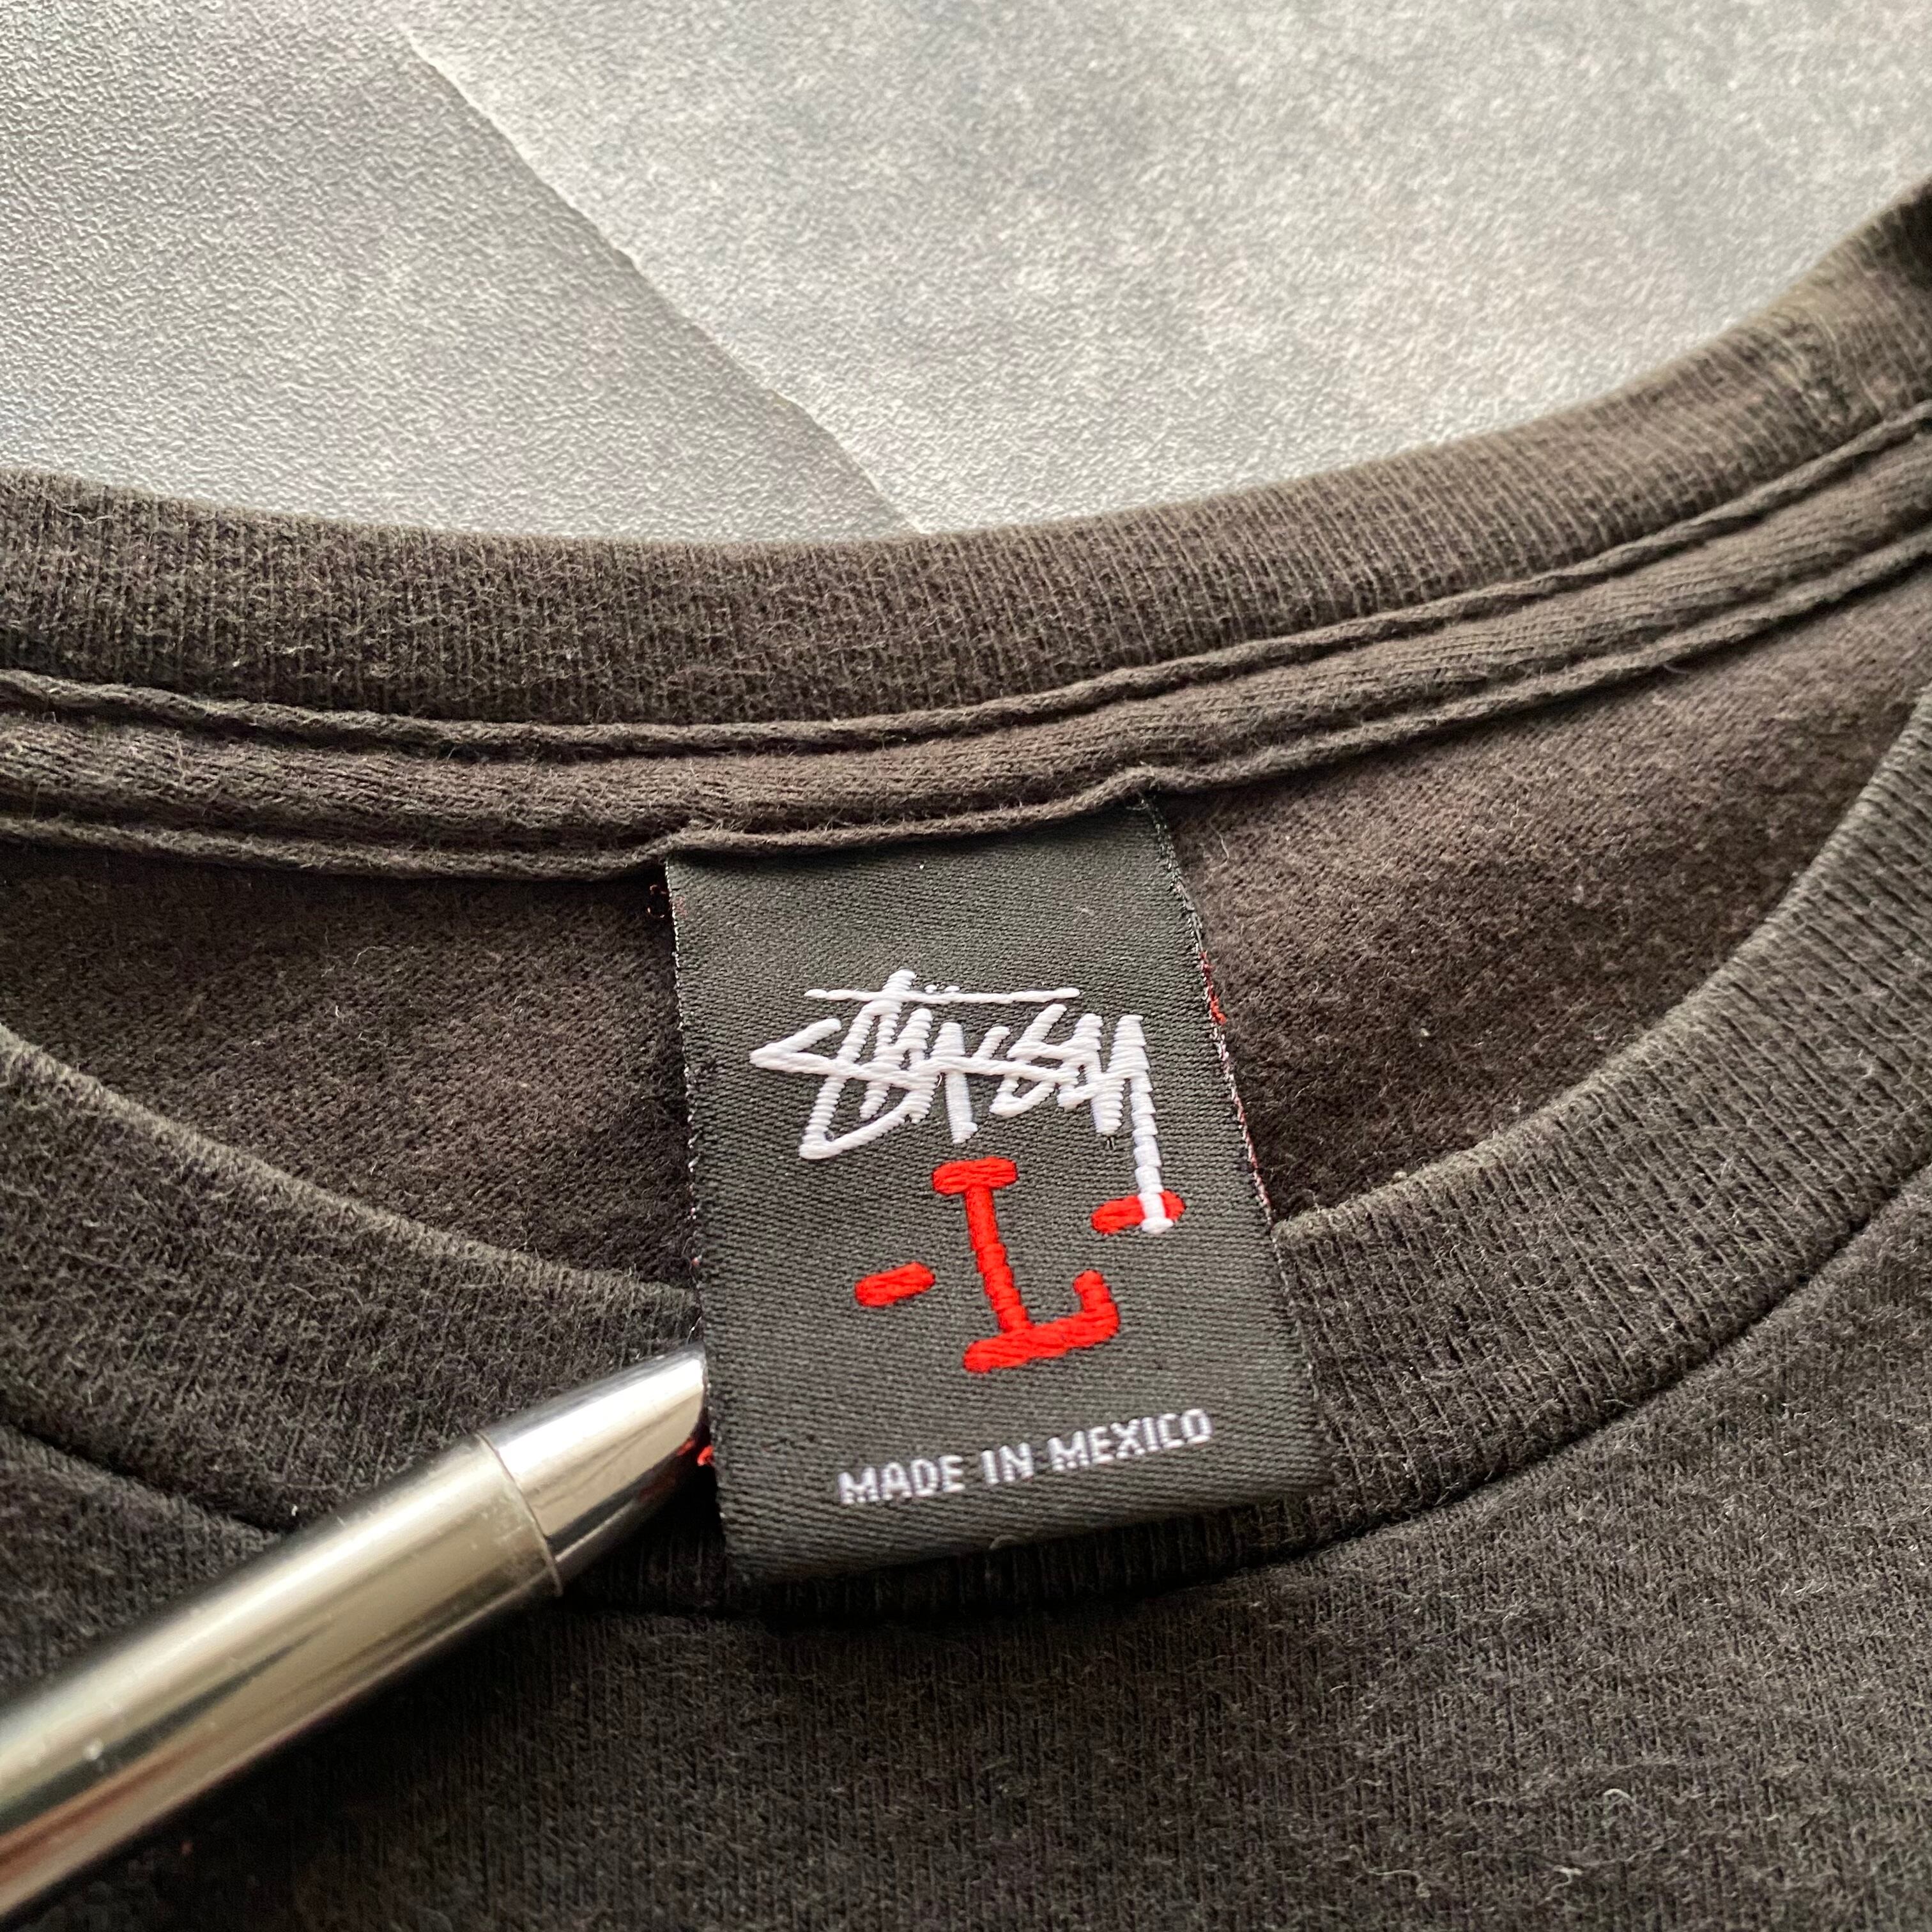 Stüssy
- L -
MADE IN MEXICO